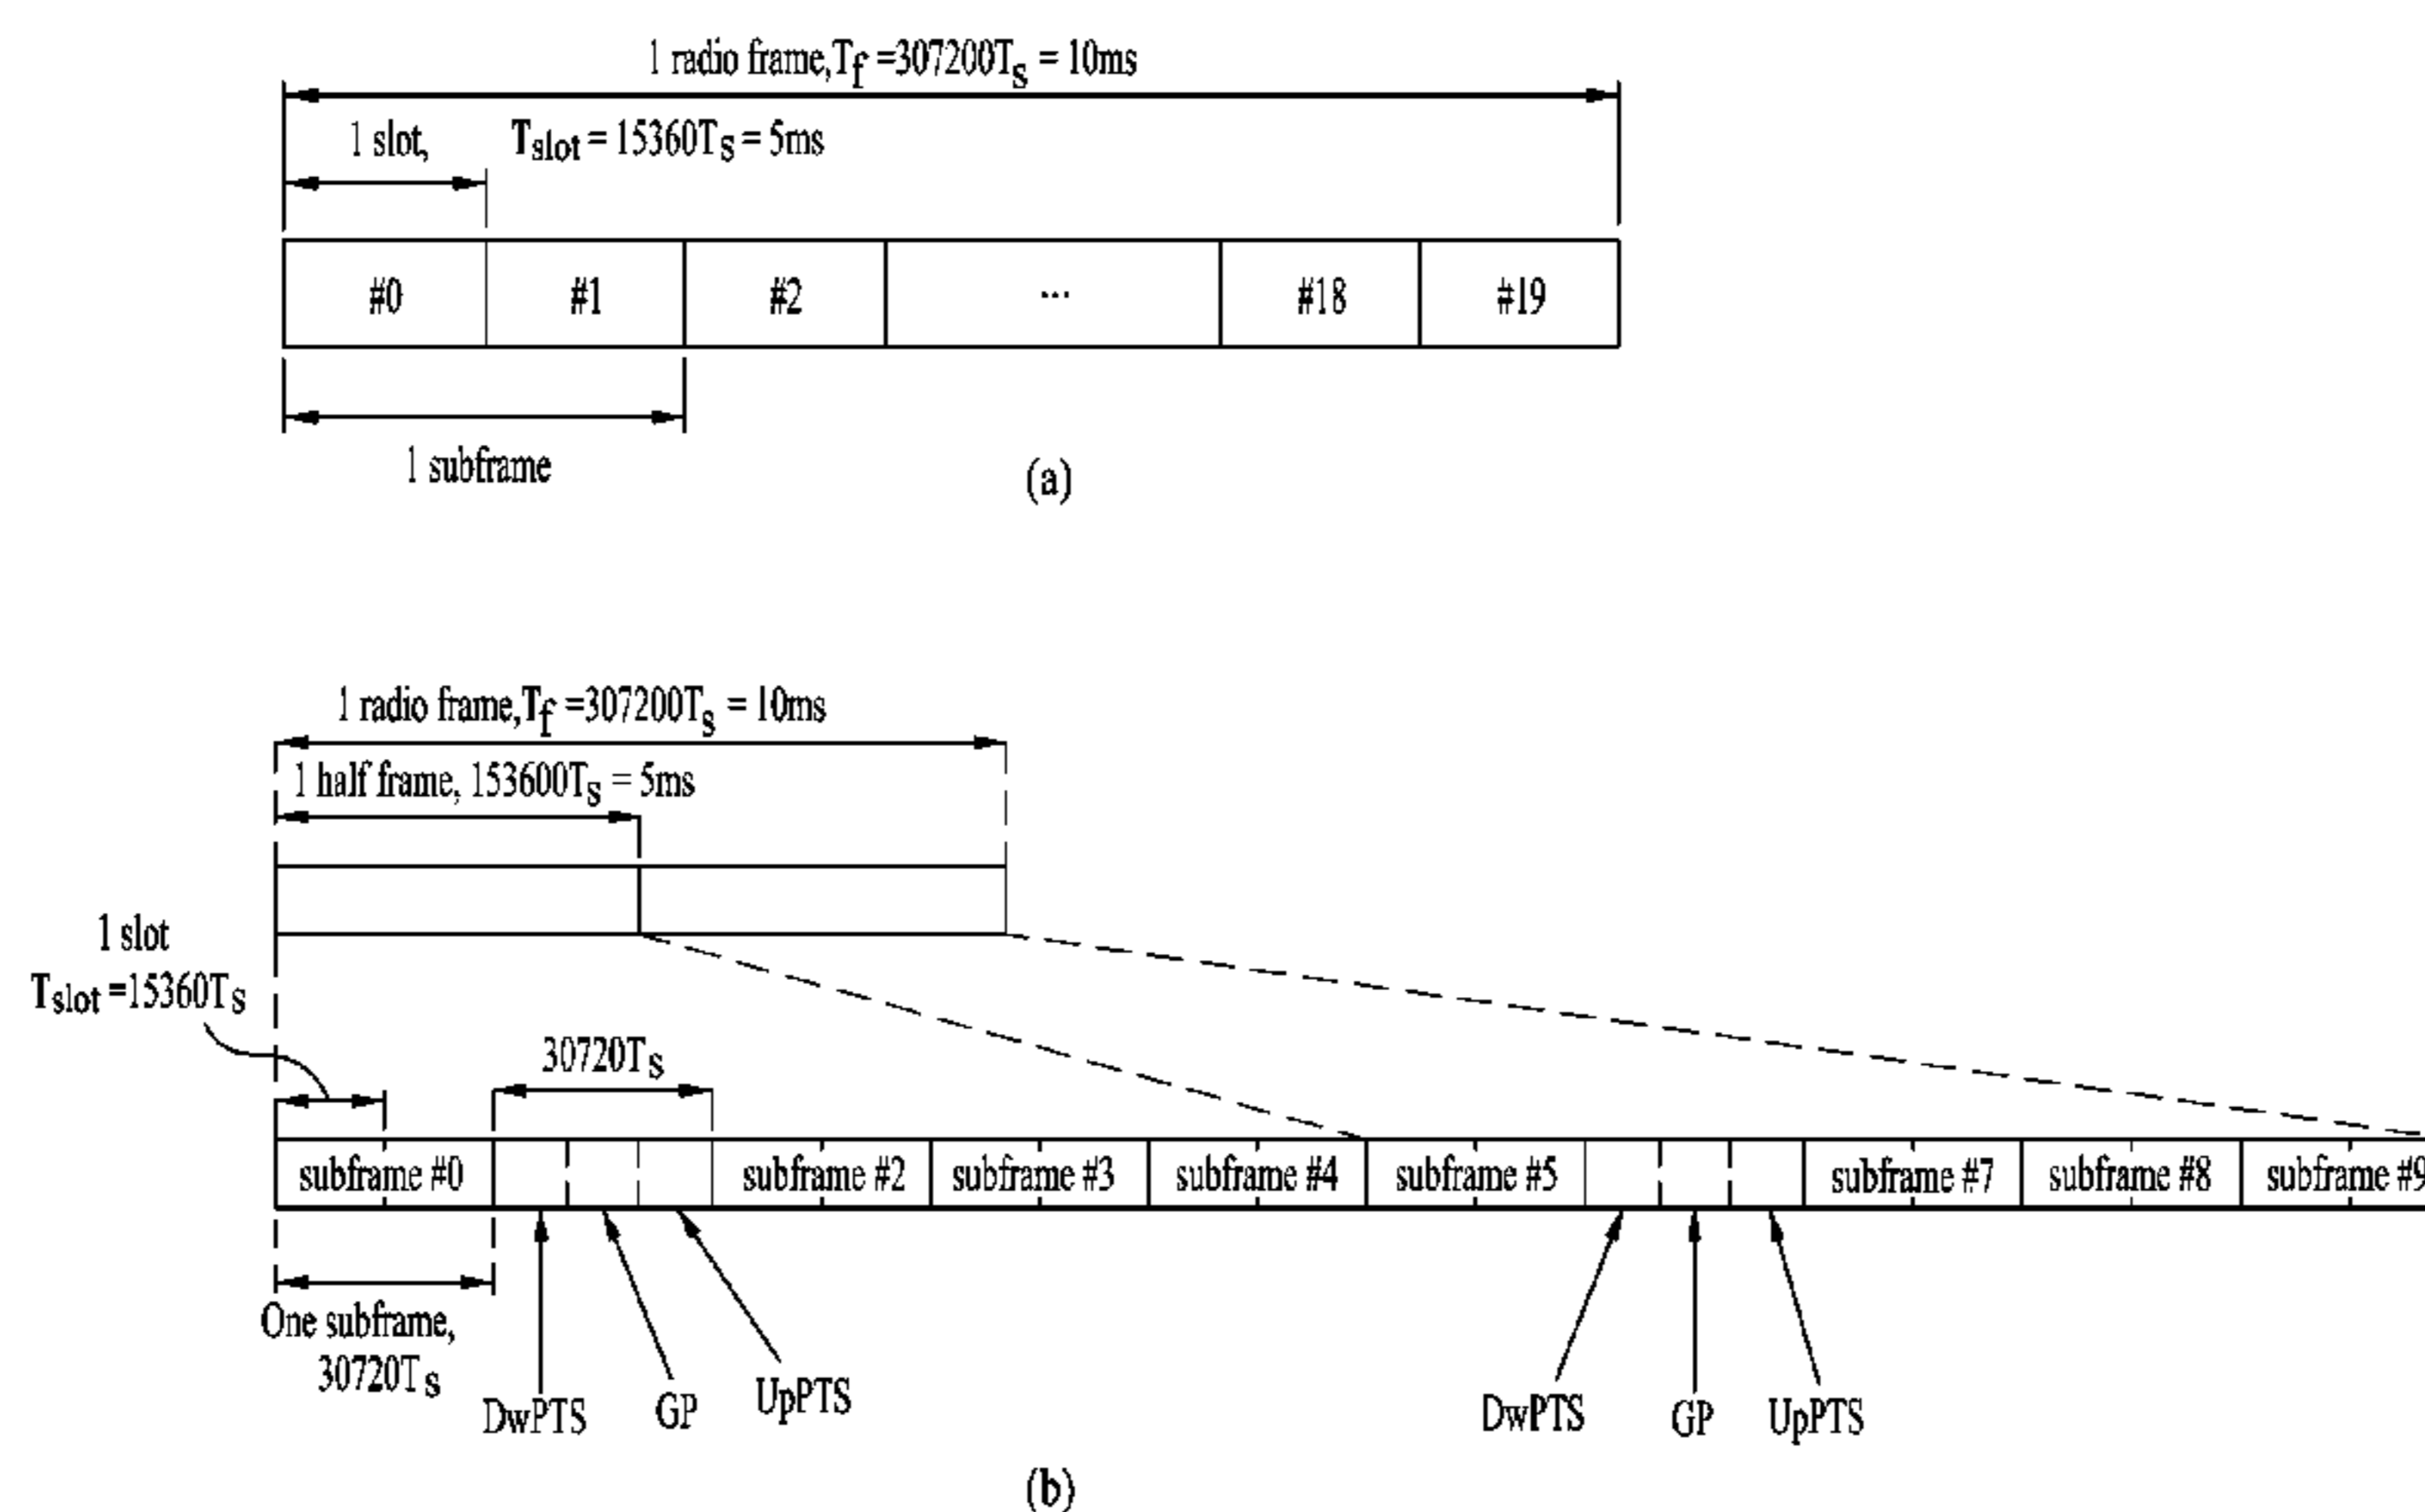 1 radio frame,Tf =307200Ts = 10ms
1 slot, Tslot = 15360Ts = 5ms
#0 #1 #2 ... #18 #19
1 subframe
(a)
1 radio frame,Tf =307200Ts = 10ms
1 half frame, 153600Ts = 5ms
1 slot
Tslot =15360Ts
30720Ts
subframe #0 subframe #2 subframe #3 subframe #4 subframe #5 subframe #7 subframe #8 subframe #9
One subframe,
30720Ts
DwPTS GP UpPTS DwPTS GP UpPTS
(b)